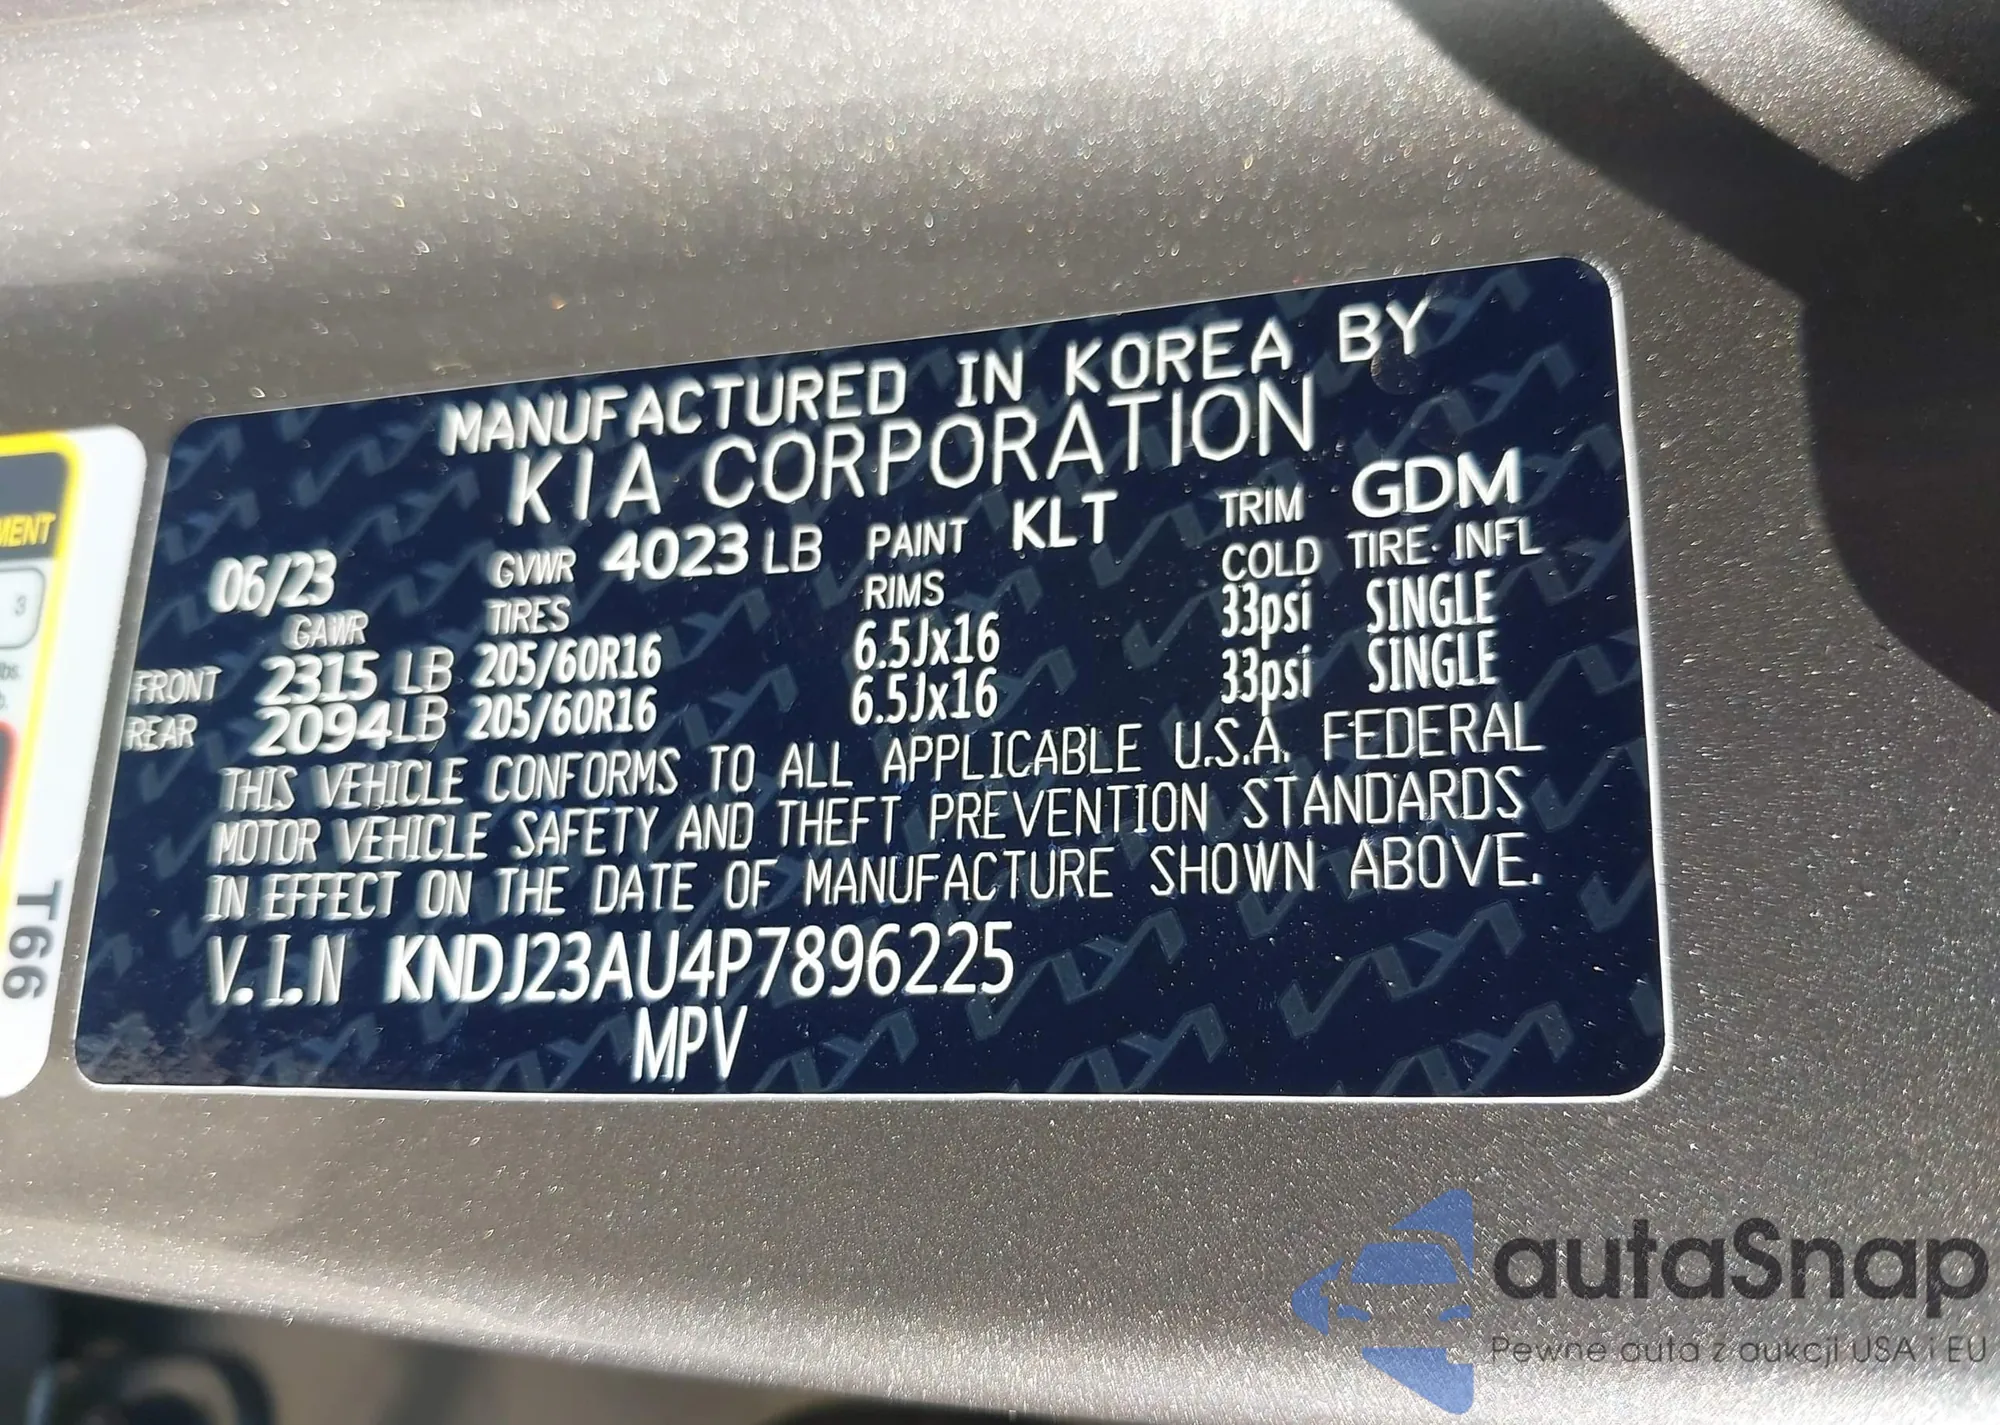 MANUFACTURED IN KOREA BY
KIA CORPORATION
06/23 GVWR 4023 LB PAINT KLT TRIM GDM
GAWR TIRES RIMS COLD TIRE INFL
FRONT 2315 LB 205/60R16 6.5Jx16 33psi SINGLE
REAR 2094LB 205/60R16 6.5Jx16 33psi SINGLE
THIS VEHICLE CONFORMS TO ALL APPLICABLE U.S.A. FEDERAL
MOTOR VEHICLE SAFETY AND THEFT PREVENTION STANDARDS
IN EFFECT ON THE DATE OF MANUFACTURE SHOWN ABOVE.
V.I.N KNDJ23AU4P7896225
MPV
MENT
3
lbs.
T66
autaSnap
Pewne auta z aukcji USA i EU